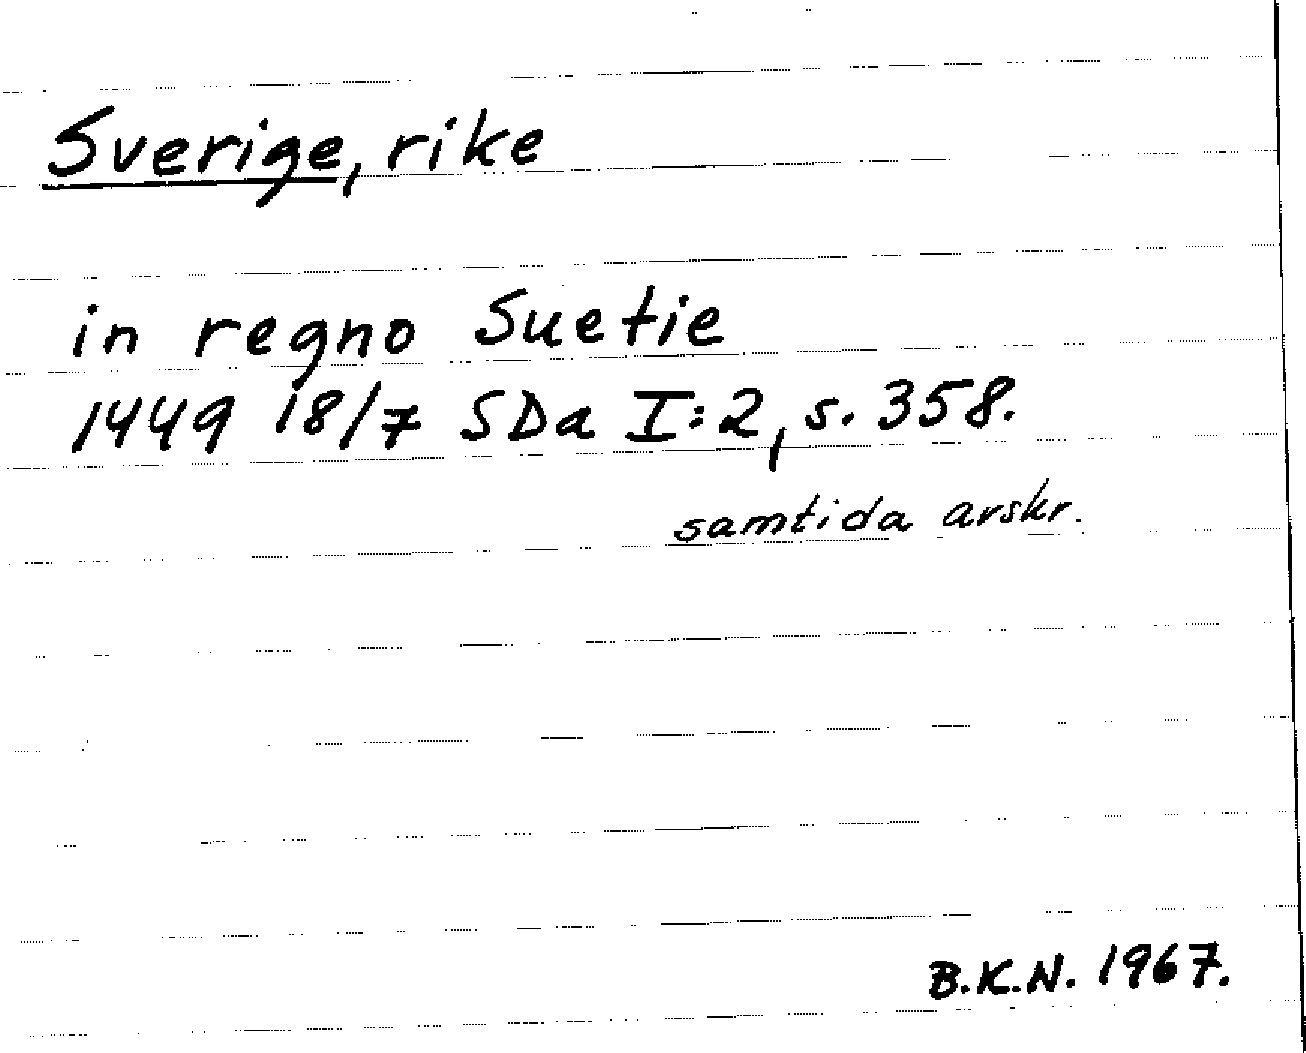 Sverige, rike
in regno Suetie
1449 18/7 SDa I:2, s. 358.
samtida avskr.
B.K.N. 1967.